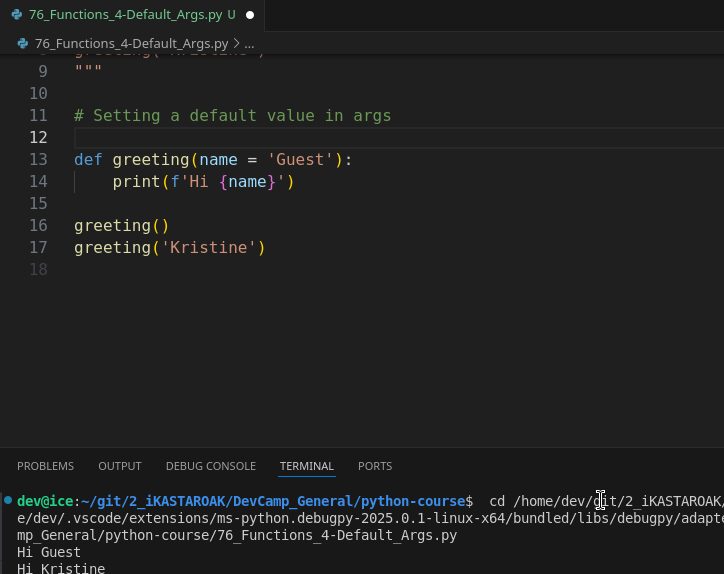 76_Functions_4-Default_Args.py U
76_Functions_4-Default_Args.py > ...
9 """
10
11 # Setting a default value in args
12
13 def greeting(name = 'Guest'):
14     print(f'Hi {name}')
15
16 greeting()
17 greeting('Kristine')
18
PROBLEMS OUTPUT DEBUG CONSOLE TERMINAL PORTS
dev@ice:~/git/2_iKASTAROAK/DevCamp_General/python-course$  cd /home/dev/git/2_iKASTAROAK/
e/dev/.vscode/extensions/ms-python.debugpy-2025.0.1-linux-x64/bundled/libs/debugpy/adapte
mp_General/python-course/76_Functions_4-Default_Args.py
Hi Guest
Hi Kristine